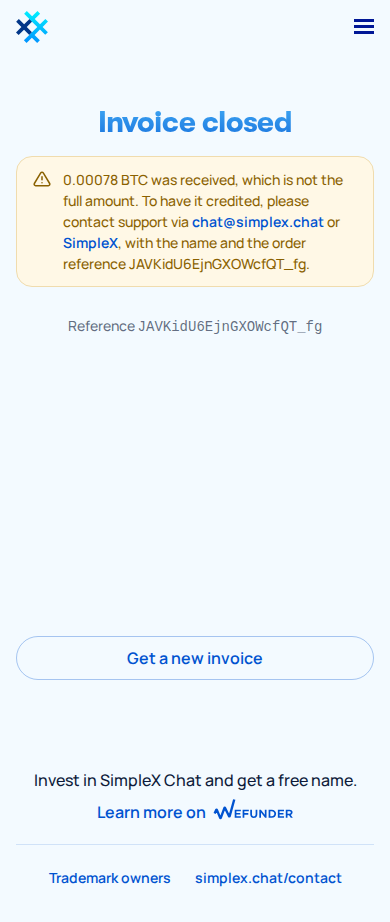 Invoice closed
0.00078 BTC was received, which is not the
full amount. To have it credited, please
contact support via chat@simplex.chat or
SimpleX, with the name and the order
reference JAVKidU6EjnGXOWcfQT_fg.
Reference JAVKidU6EjnGXOWcfQT_fg
Get a new invoice
Invest in SimpleX Chat and get a free name.
Learn more on WEFUNDER
Trademark owners simplex.chat/contact